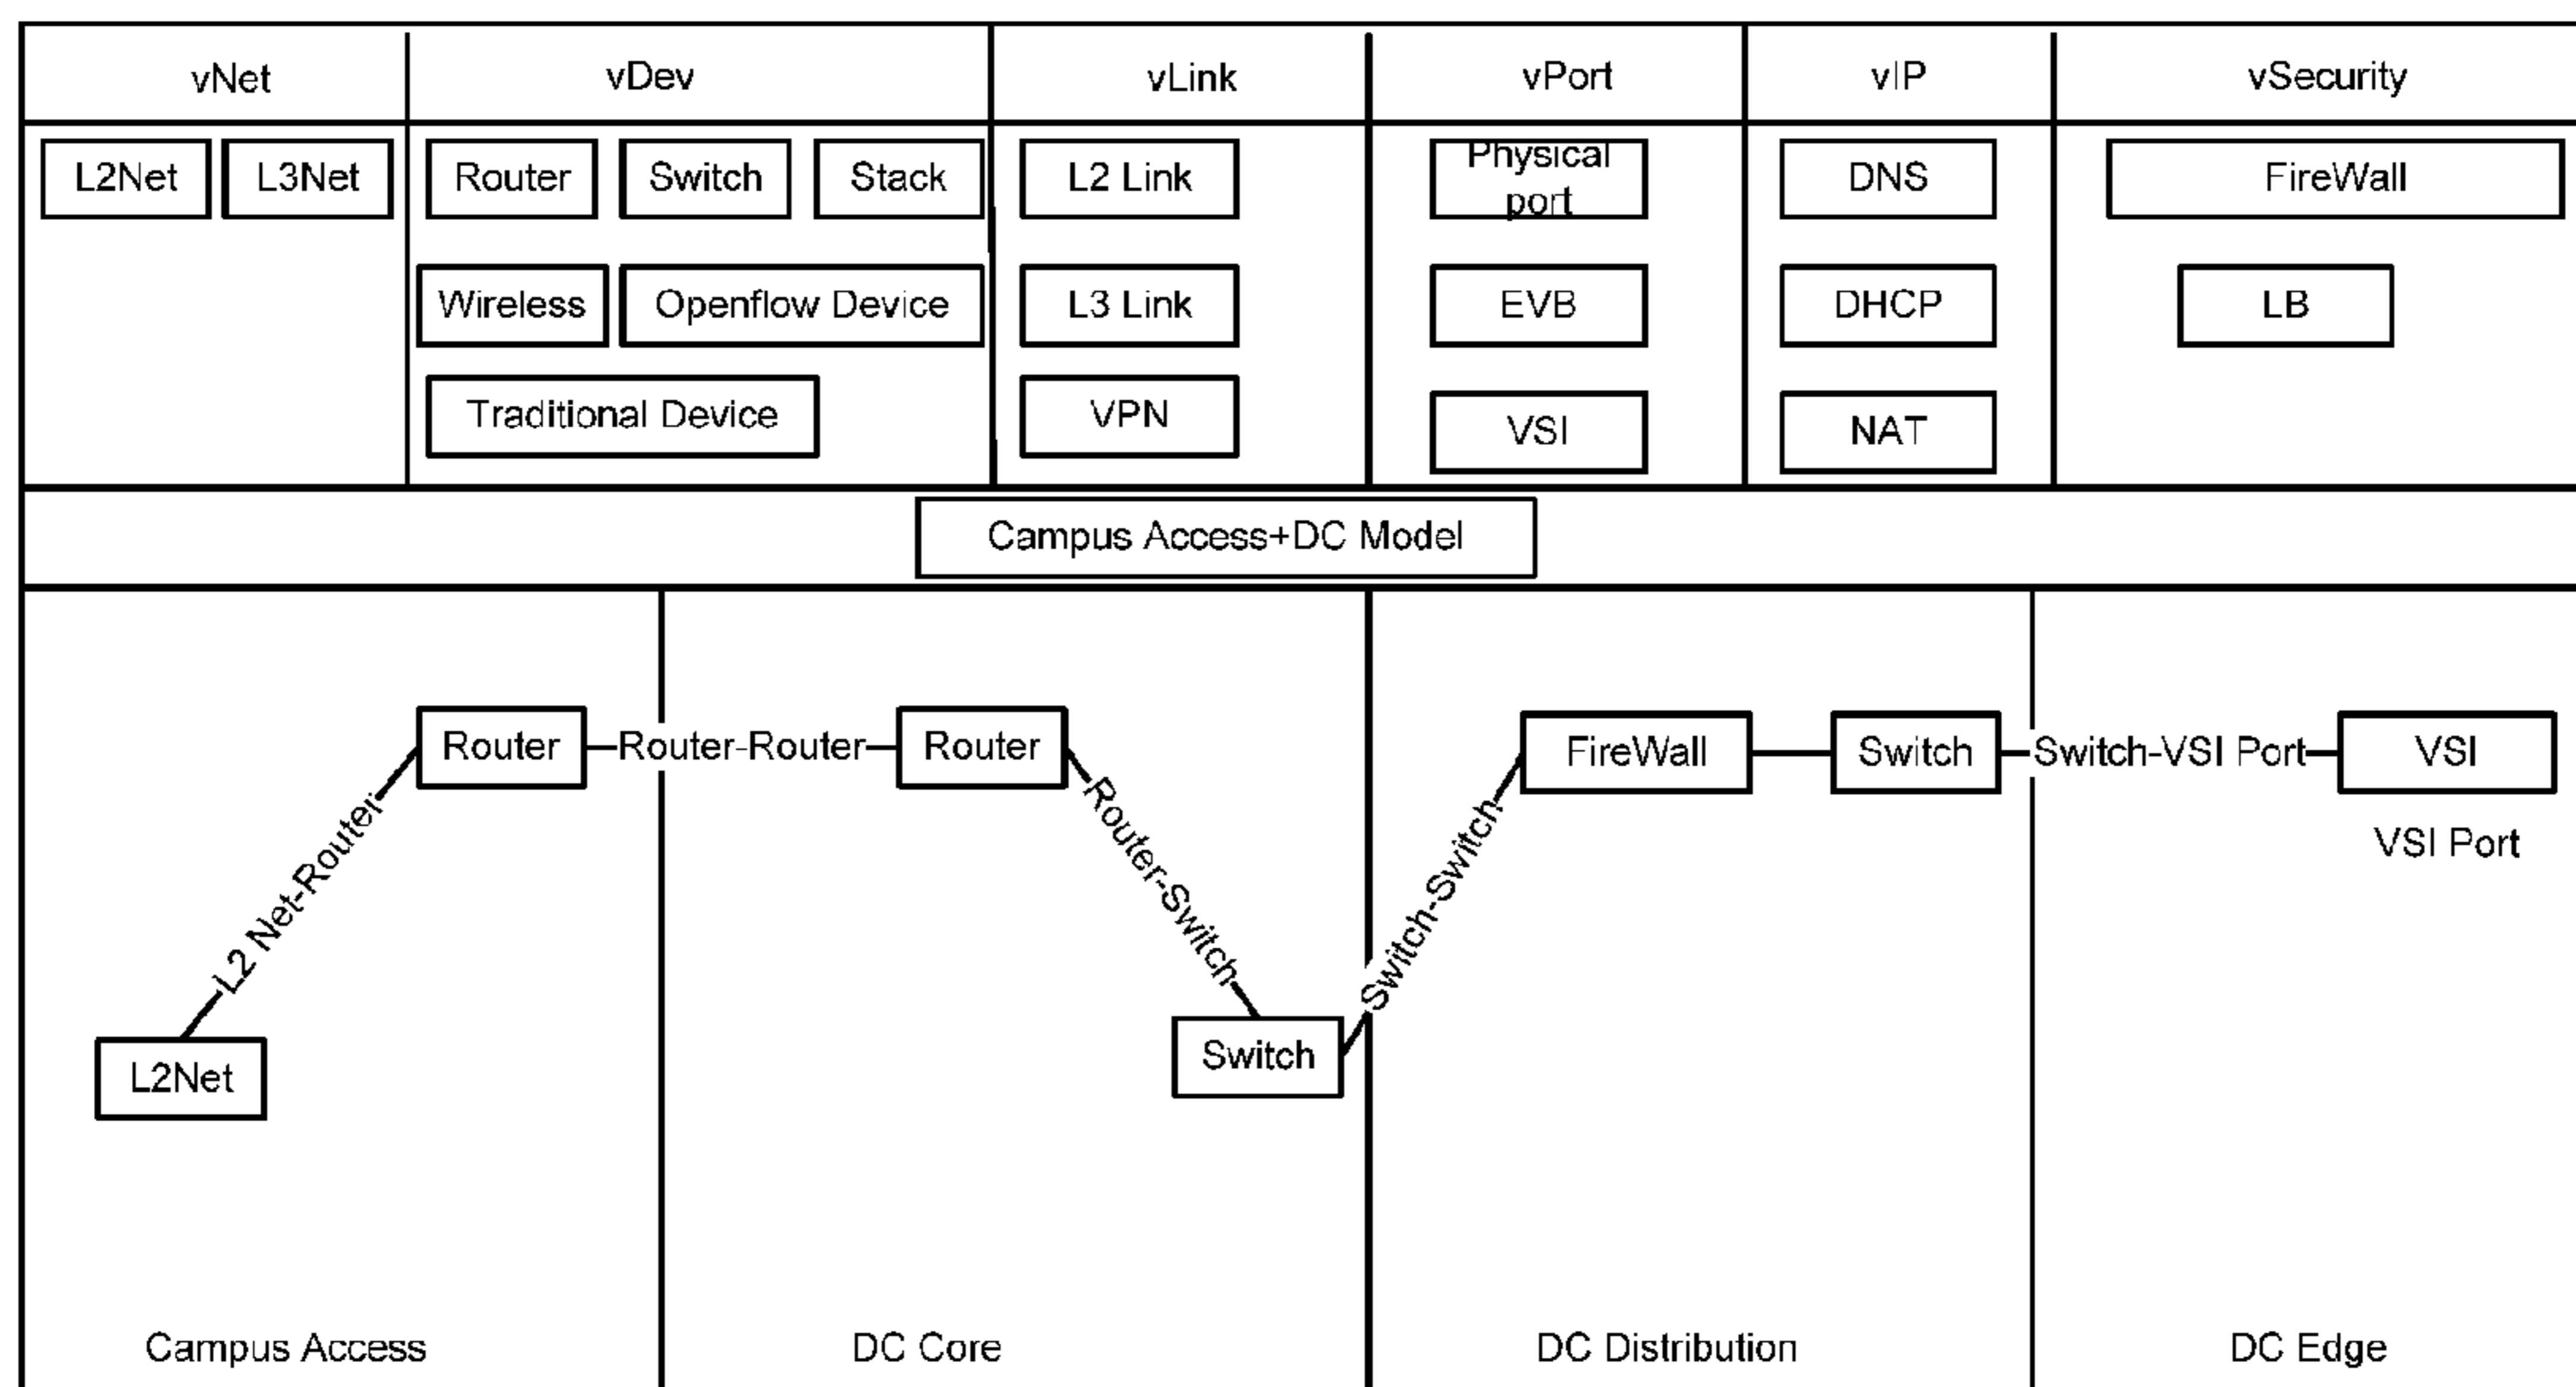 vNet
vDev
vLink
vPort
vIP
vSecurity
L2Net
L3Net
Router
Switch
Stack
L2 Link
Physical
port
DNS
FireWall
Wireless
Openflow Device
L3 Link
EVB
DHCP
LB
Traditional Device
VPN
VSI
NAT
Campus Access+DC Model
Router
Router-Router
Router
FireWall
Switch
Switch-VSI Port
VSI
VSI Port
L2 Net-Router
Router-Switch
Switch-Switch
L2Net
Switch
Campus Access
DC Core
DC Distribution
DC Edge